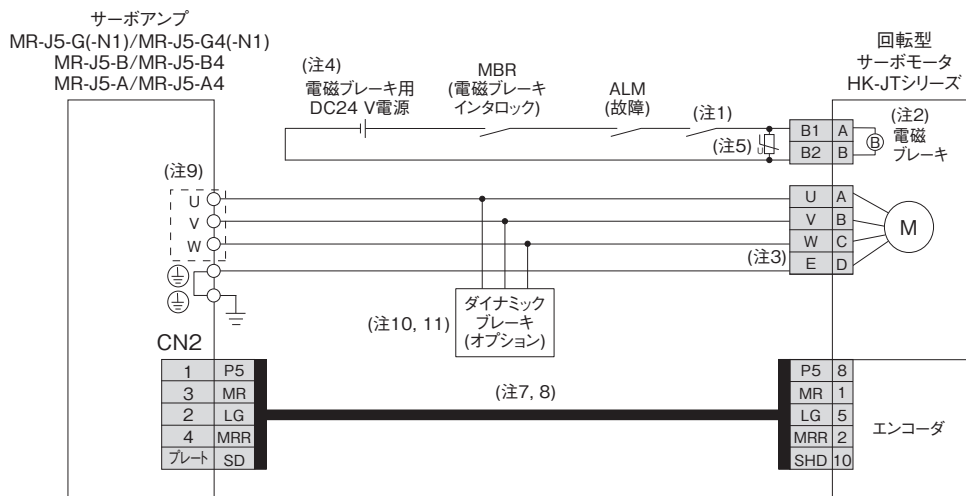 サーボアンプ
MR-J5-G(-N1)/MR-J5-G4(-N1)
MR-J5-B/MR-J5-B4
MR-J5-A/MR-J5-A4
(注4)
電磁ブレーキ用
DC24 V電源
MBR
(電磁ブレーキ
インタロック)
ALM
(故障)
(注1)
(注5)
U
回転型
サーボモータ
HK-JTシリーズ
B1 A
B2 B
B
(注2)
電磁
ブレーキ
(注9)
U
V
W
U A
V B
W C
E D
(注3)
M
ダイナミック
ブレーキ
(オプション)
(注10, 11)
CN2
1 P5
3 MR
2 LG
4 MRR
プレート SD
(注7, 8)
P5 8
MR 1
LG 5
MRR 2
SHD 10
エンコーダ